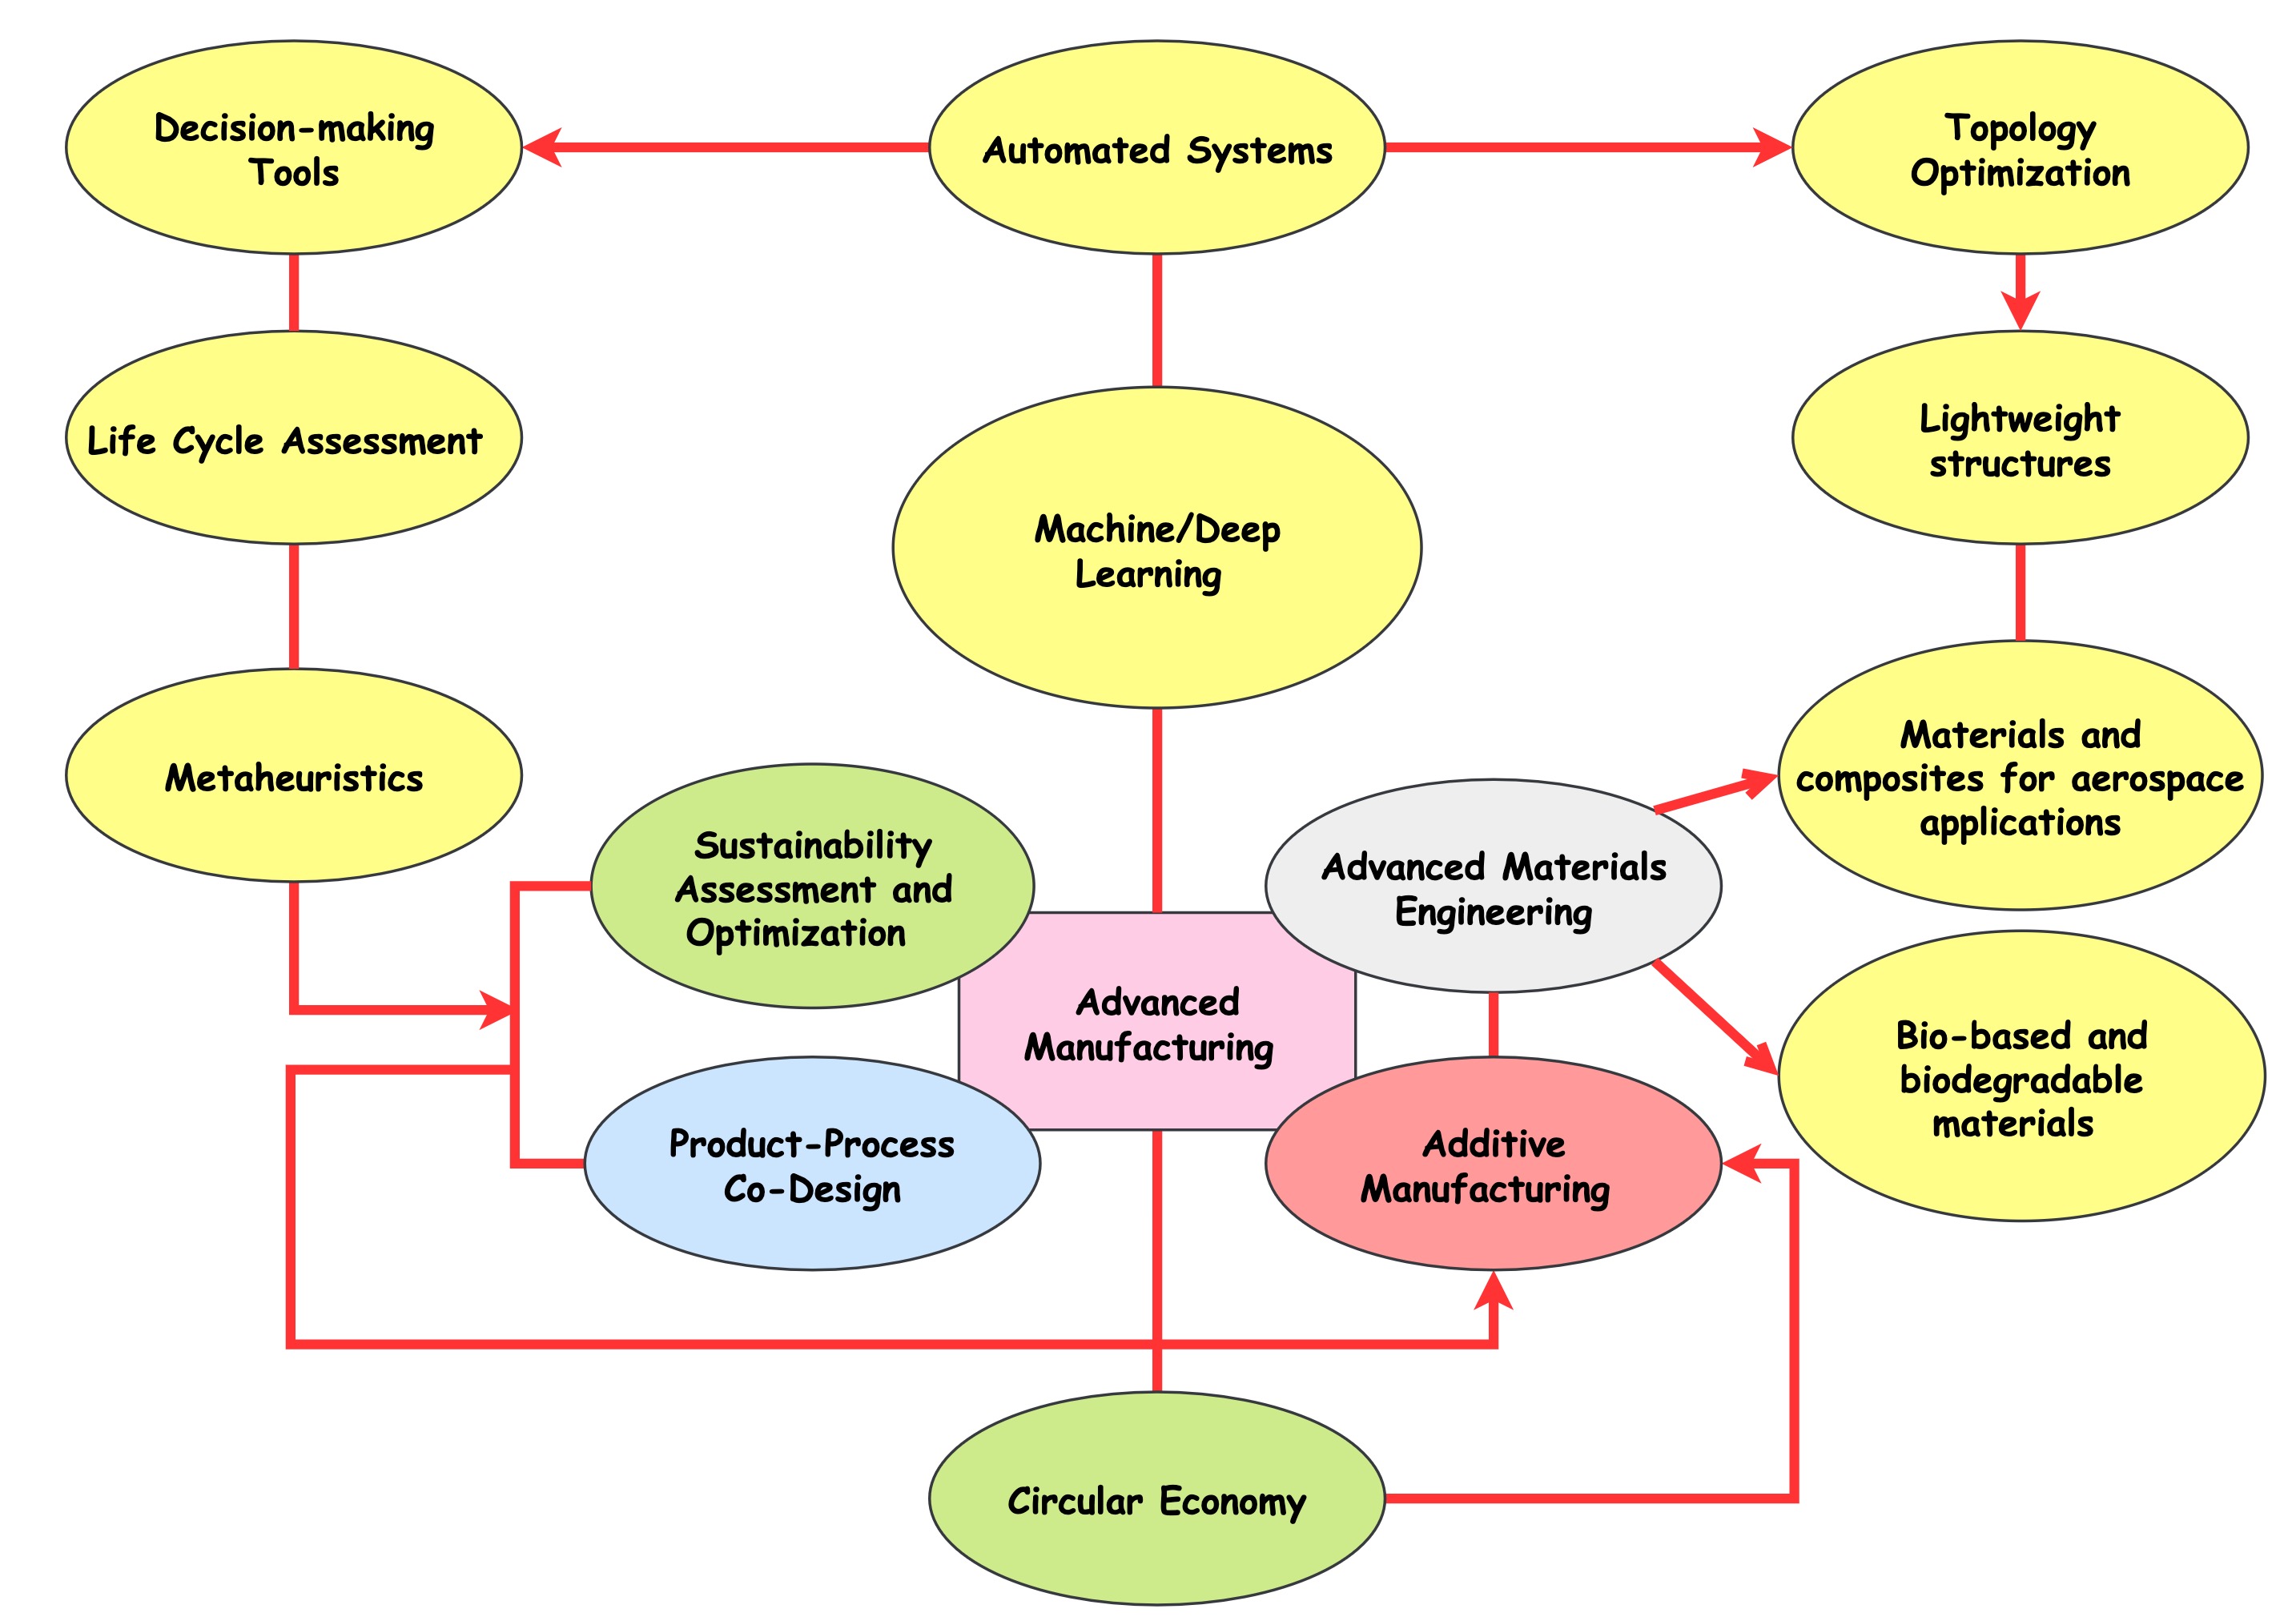 Decision-making
Tools
Automated Systems
Topology
Optimization
Life Cycle Assessment
Lightweight
structures
Machine/Deep
Learning
Metaheuristics
Materials and
composites for aerospace
applications
Sustainability
Assessment and
Optimization
Advanced Materials
Engineering
Advanced
Manufacturing
Bio-based and
biodegradable
materials
Product-Process
Co-Design
Additive
Manufacturing
Circular Economy